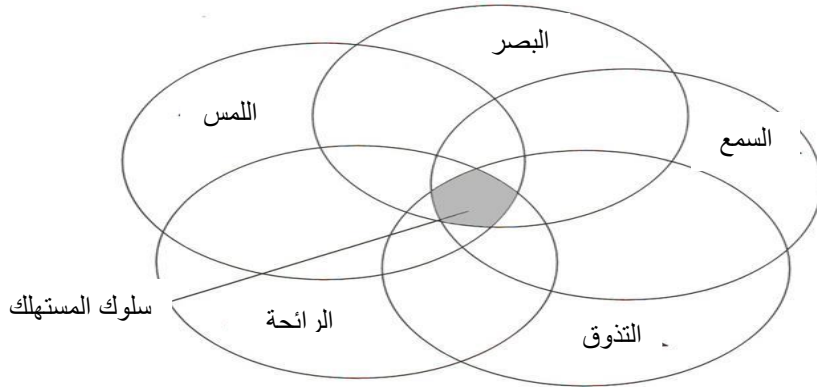 البصر
اللمس
السمع
سلوك المستهلك
الرائحة
التذوق